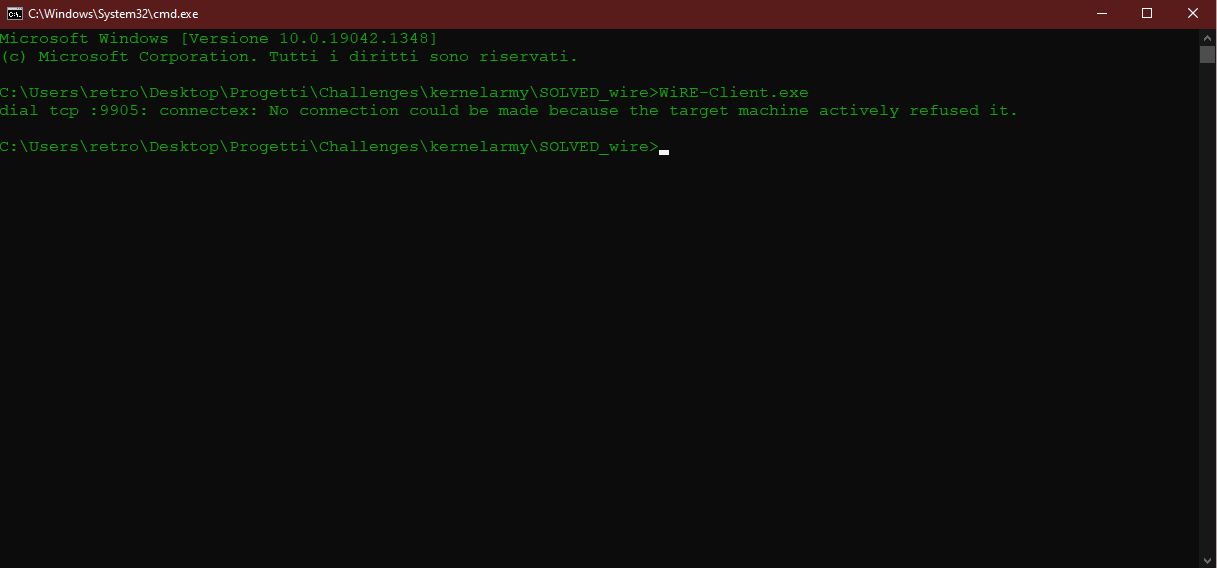 C:\Windows\System32\cmd.exe
Microsoft Windows [Versione 10.0.19042.1348]
(c) Microsoft Corporation. Tutti i diritti sono riservati.
C:\Users\retro\Desktop\Progetti\Challenges\kernelarmy\SOLVED_wire>WiRE-Client.exe
dial tcp :9905: connectex: No connection could be made because the target machine actively refused it.
C:\Users\retro\Desktop\Progetti\Challenges\kernelarmy\SOLVED_wire>